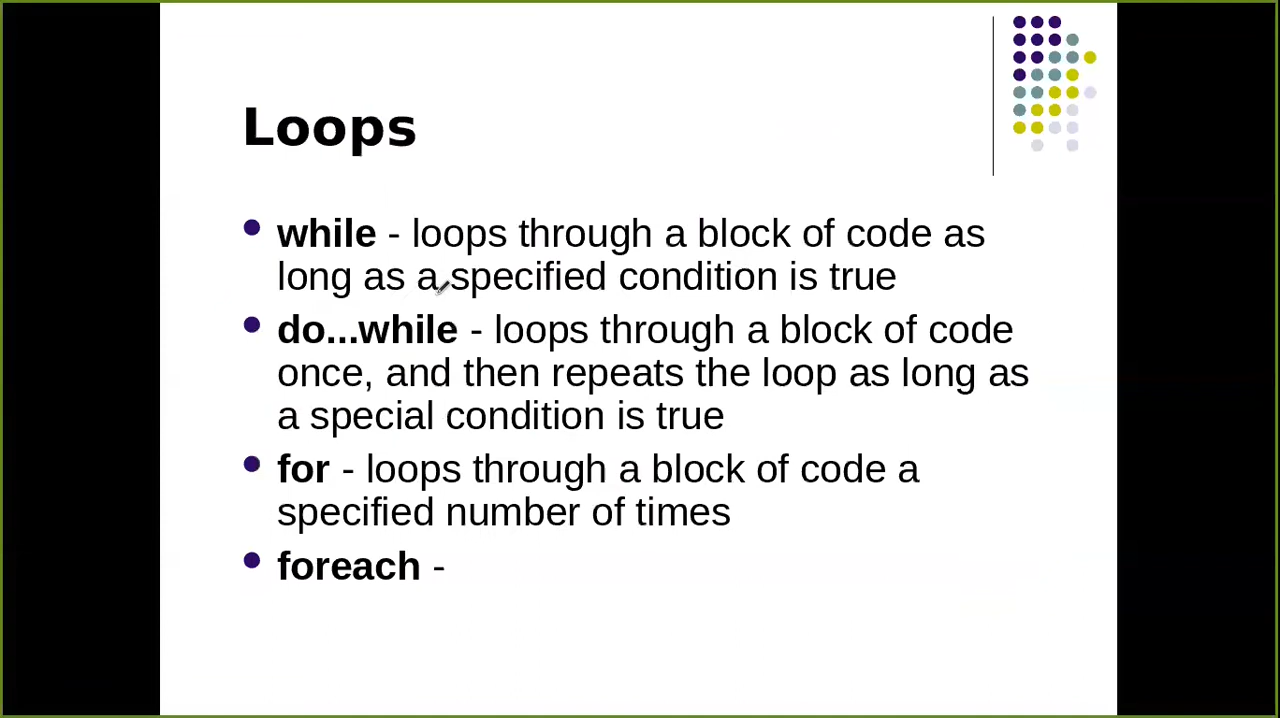 Loops
while - loops through a block of code as
long as a specified condition is true
do...while - loops through a block of code
once, and then repeats the loop as long as
a special condition is true
for - loops through a block of code a
specified number of times
foreach -